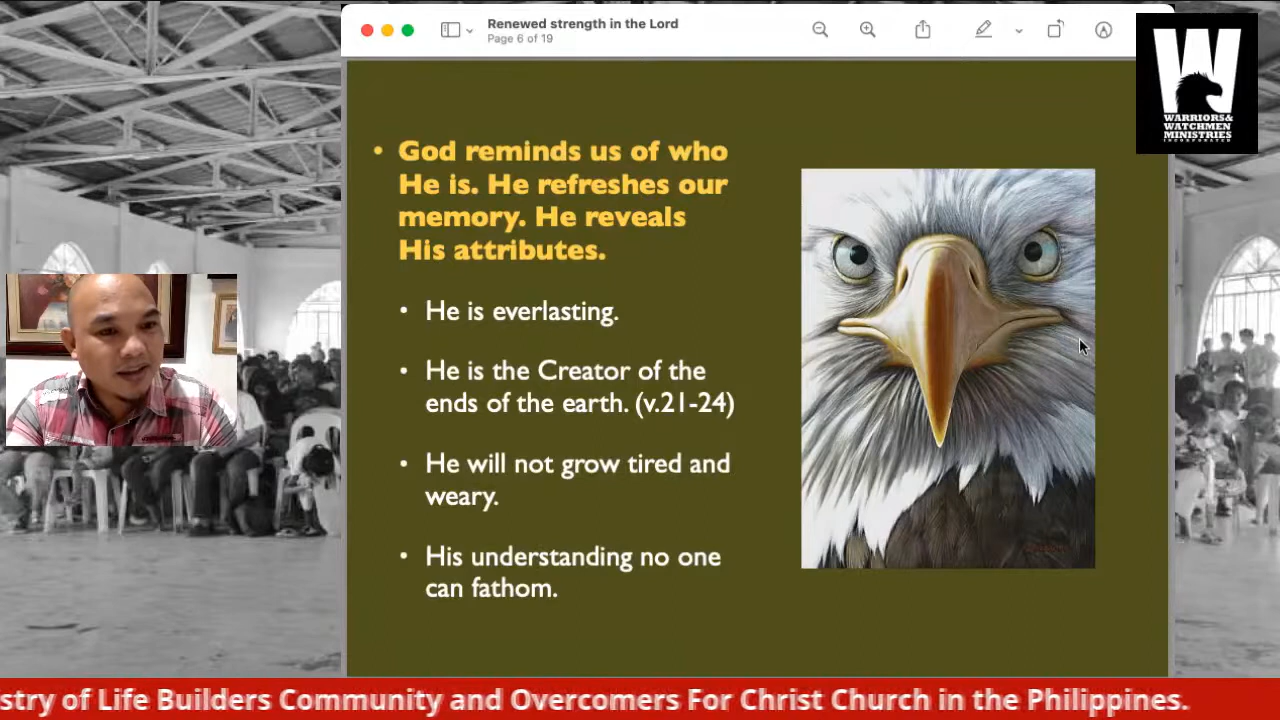 Renewed strength in the Lord
Page 6 of 19
W
WARRIORS&
WATCHMEN
MINISTRIES
INCORPORATED
• God reminds us of who
He is. He refreshes our
memory. He reveals
His attributes.
• He is everlasting.
• He is the Creator of the
ends of the earth. (v.21-24)
• He will not grow tired and
weary.
• His understanding no one
can fathom.
stry of Life Builders Community and Overcomers For Christ Church in the Philippines.